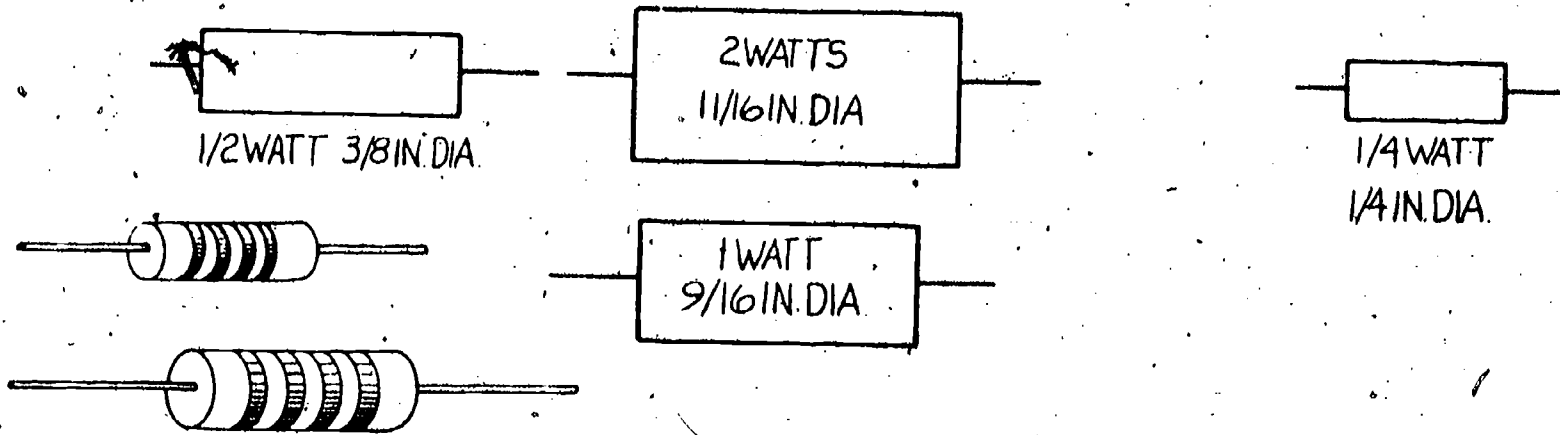 1/2WATT 3/8IN.DIA.
2WATTS
11/16IN.DIA
1/4WATT
1/4IN.DIA.
1WATT
9/16IN.DIA